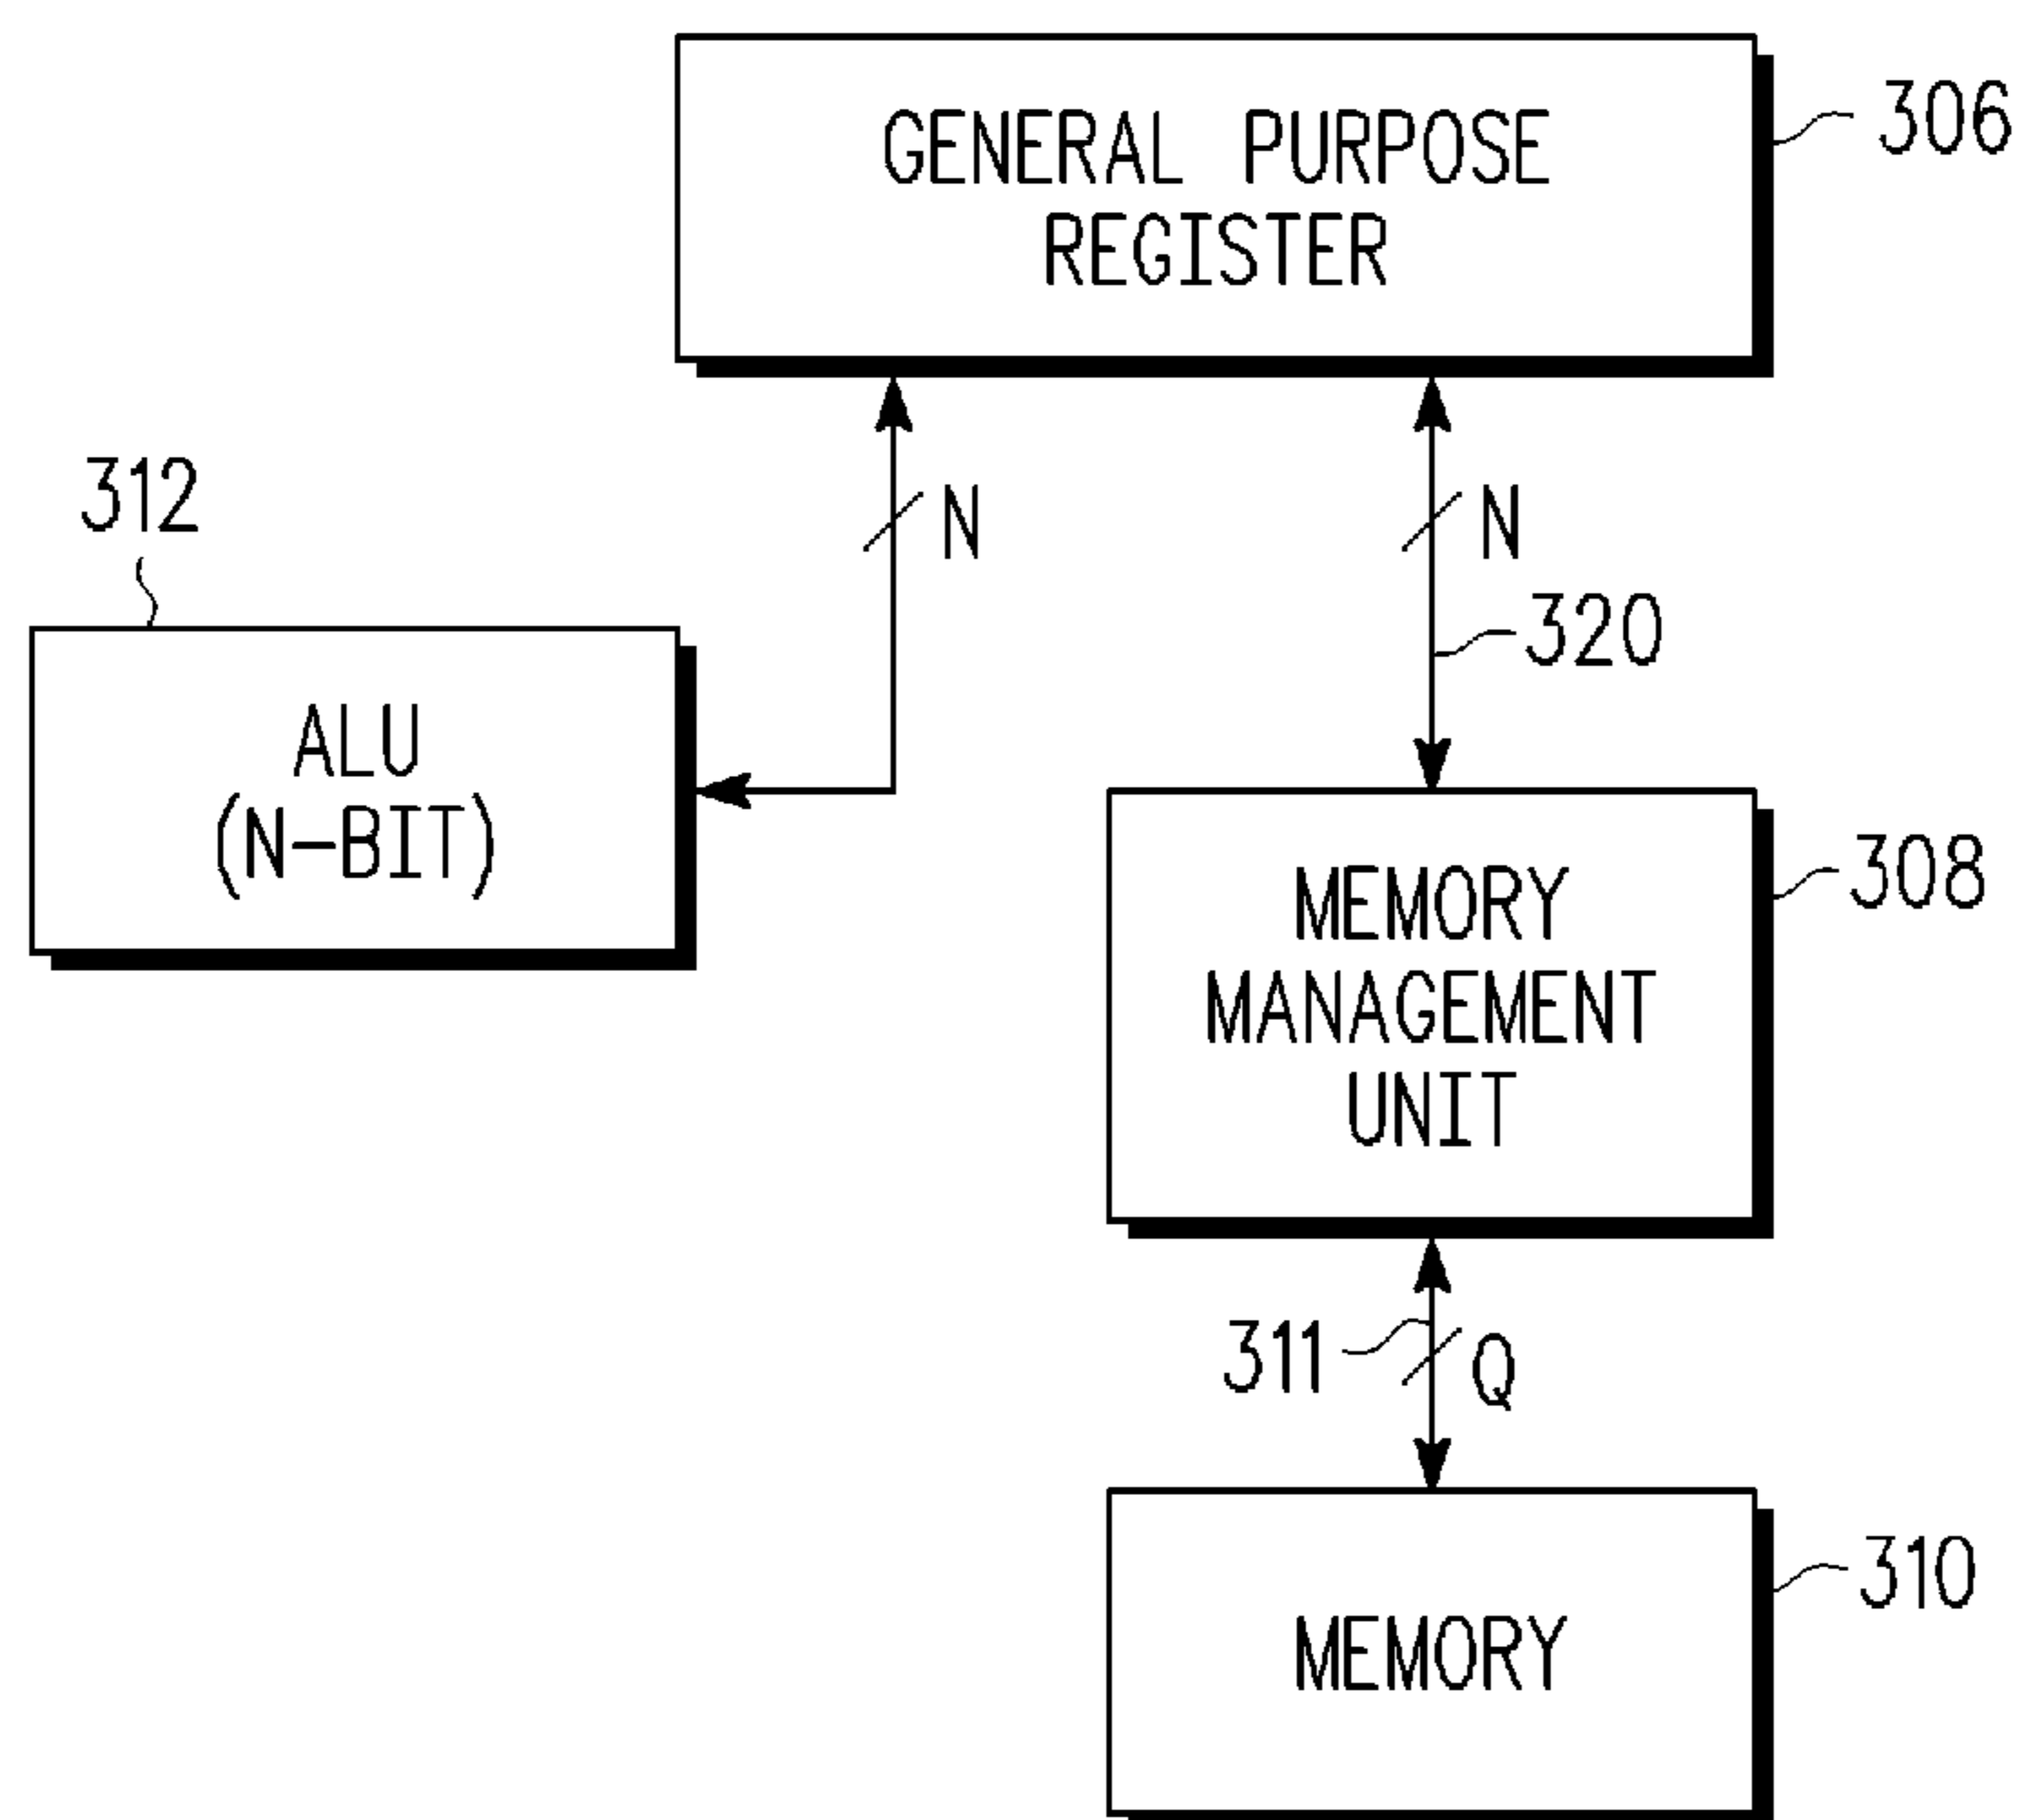 GENERAL PURPOSE
REGISTER
306
312
N
N
320
ALU
(N-BIT)
MEMORY
MANAGEMENT
UNIT
308
311
Q
MEMORY
310